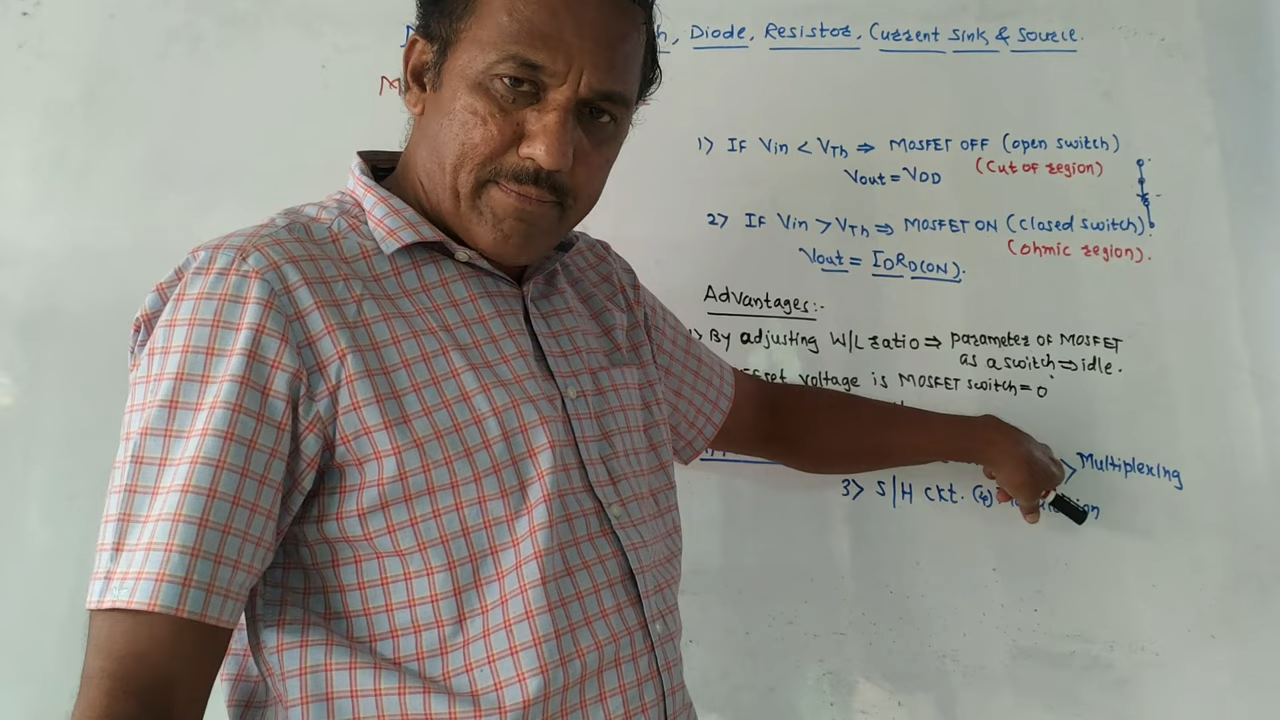 Diode, Resistor, Current sink & source.
1> IF Vin < VTh ⇒ MOSFET OFF (open switch)
Vout = VDD (Cut of region)
2> IF Vin > VTh ⇒ MOSFET ON (closed switch).
(ohmic region).
Vout = IDRD(ON).
Advantages:-
1> By adjusting W/L ratio ⇒ parameter of MOSFET
as a switch ⇒ idle.
voltage is MOSFET switch = 0
> Multiplexing
3> S/H ckt. (4)